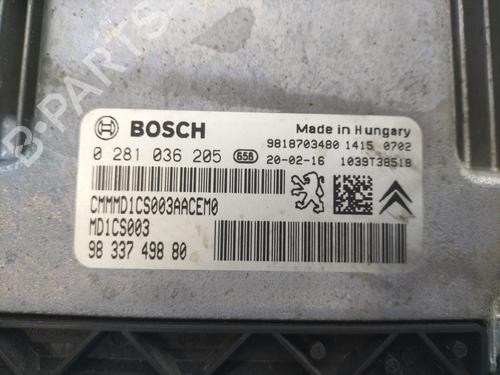 B-PARTS
BOSCH
Made in Hungary
0 281 036 205 658
9818703480 1415 0702
20-02-16 1039T38518
CMMMD1CS003AACEM0
MD1CS003
98 337 498 80